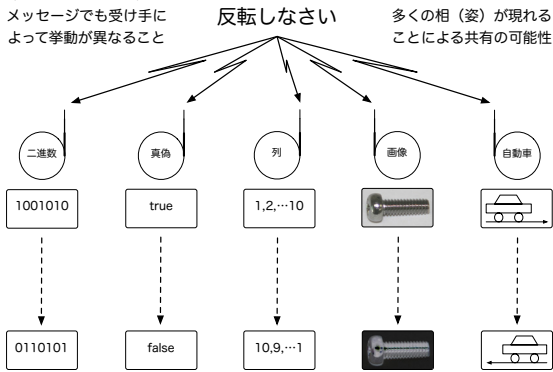 メッセージでも受け手に
よって挙動が異なること
反転しなさい
多くの相（姿）が現れる
ことによる共有の可能性
二進数
真偽
列
画像
自動車
1001010
true
1,2,…10
0110101
false
10,9,…1